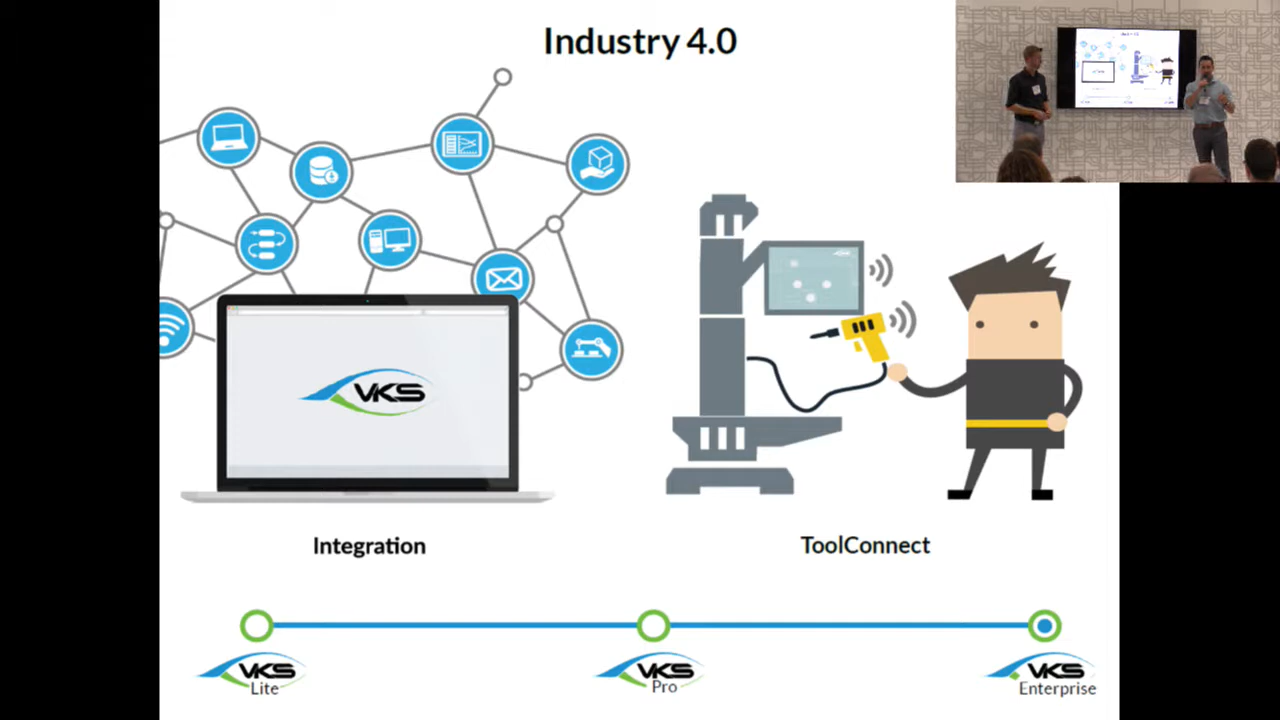 Industry 4.0
VKS
Integration
ToolConnect
VKS
Lite
VKS
Pro
VKS
Enterprise